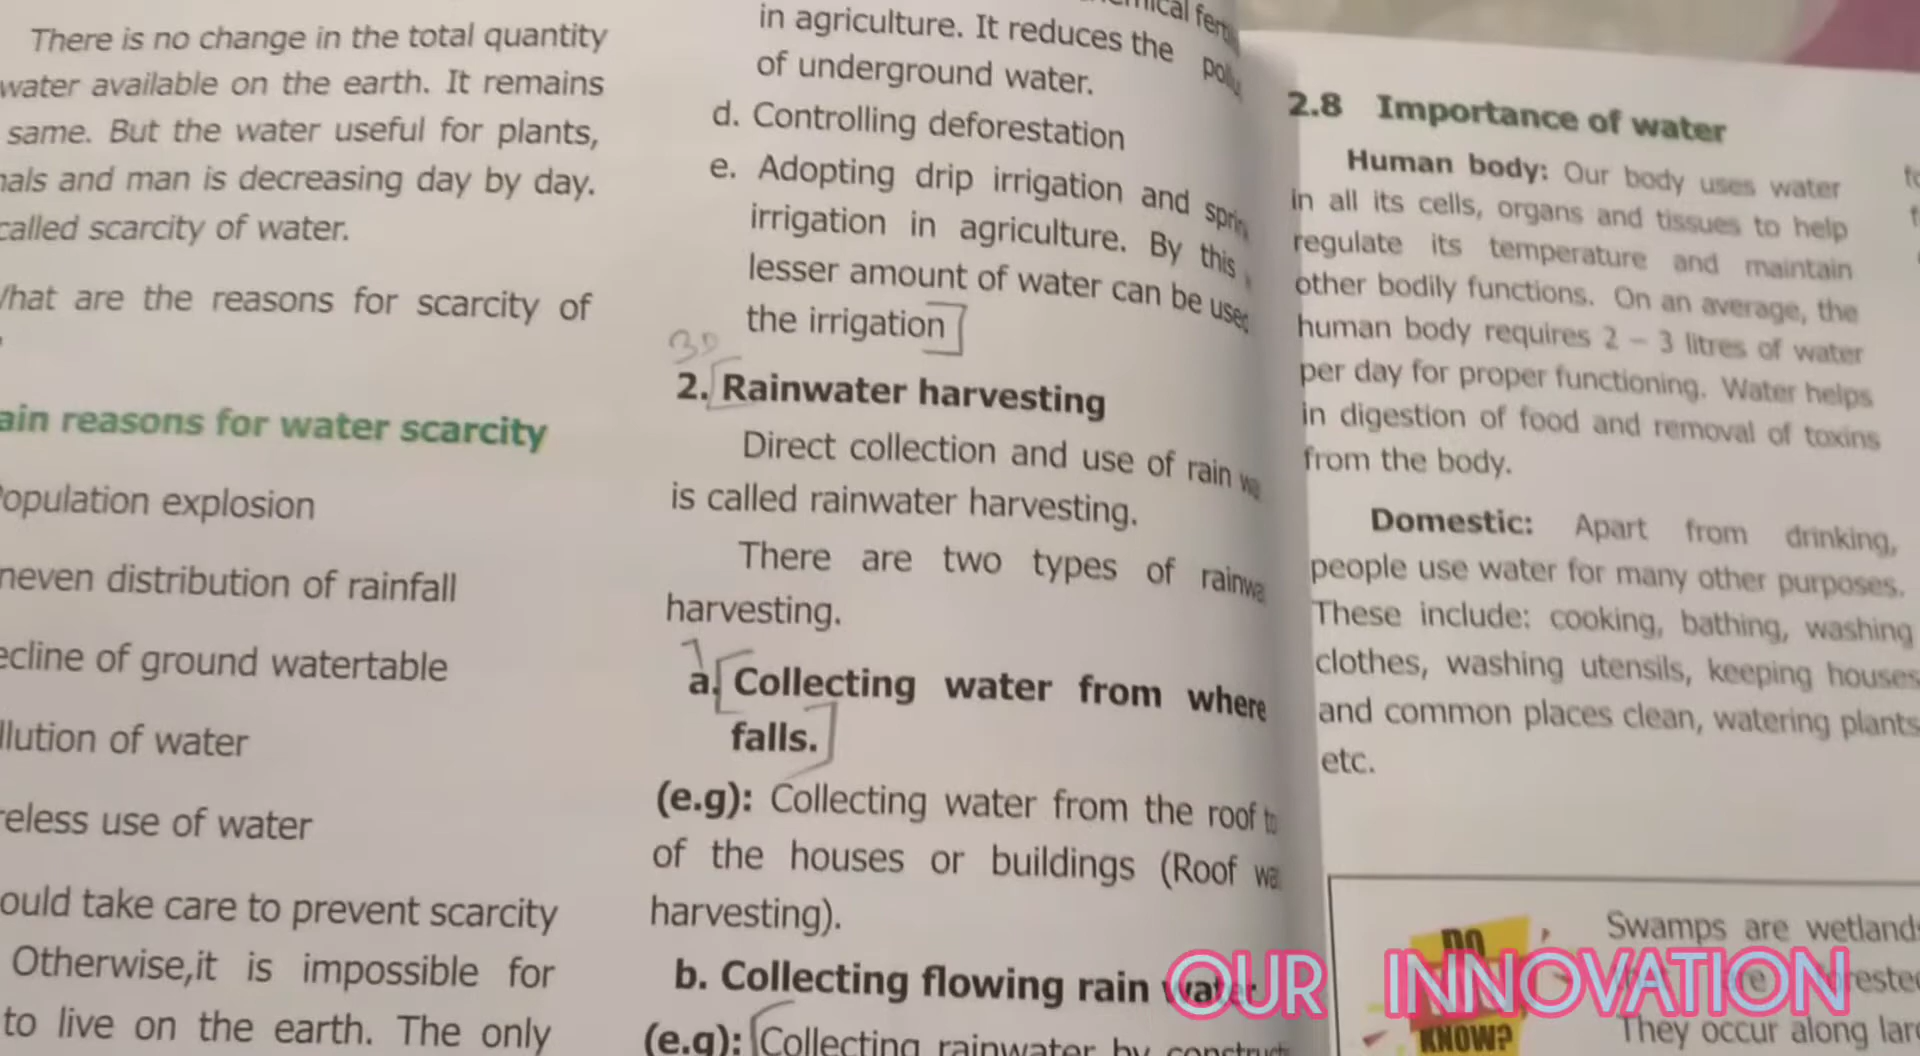 There is no change in the total quantity
water available on the earth. It remains
same. But the water useful for plants,
and man is decreasing day by day.
called scarcity of water.
What are the reasons for scarcity of
reasons for water scarcity
explosion
distribution of rainfall
of ground watertable
of water
use of water
take care to prevent scarcity
Otherwise,it is impossible for
to live on the earth. The only
in agriculture. It reduces the
of underground water.
d. Controlling deforestation
e. Adopting drip irrigation and
irrigation in agriculture. By this
lesser amount of water can be used
the irrigation
30
2. Rainwater harvesting
Direct collection and use of rain
is called rainwater harvesting.
There are two types of
harvesting.
a. Collecting water from where
falls.
(e.g): Collecting water from the roof
of the houses or buildings (Roof
harvesting).
b. Collecting flowing rain water
(e.g): Collecting rainwater by
2.8 Importance of water
Human body: Our body uses water
in all its cells, organs and tissues to help
regulate its temperature and maintain
other bodily functions. On an average, the
human body requires 2 – 3 litres of water
per day for proper functioning. Water helps
in digestion of food and removal of toxins
from the body.
Domestic: Apart from drinking,
people use water for many other purposes.
These include: cooking, bathing, washing
clothes, washing utensils, keeping houses
and common places clean, watering plants
etc.
DO
KNOW?
Swamps are wetlands
They occur along
OUR INNOVATION